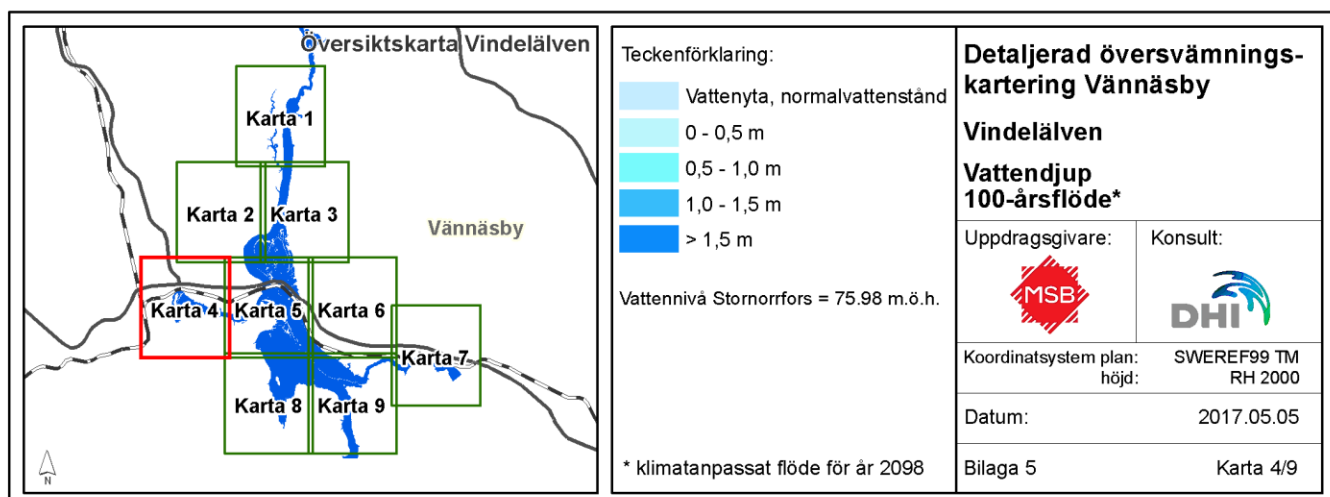 Översiktskarta Vindelälven
Karta 1
Karta 2
Karta 3
Vännäsby
Karta 4
Karta 5
Karta 6
Karta 7
Karta 8
Karta 9
N
Teckenförklaring:
Vattenyta, normalvattenstånd
0 - 0,5 m
0,5 - 1,0 m
1,0 - 1,5 m
> 1,5 m
Vattennivå Stornorrfors = 75.98 m.ö.h.
* klimatanpassat flöde för år 2098
Detaljerad översvämnings-
kartering Vännäsby
Vindelälven
Vattendjup
100-årsflöde*
Uppdragsgivare:
MSB
Konsult:
DHI
Koordinatsystem plan: SWEREF99 TM
höjd: RH 2000
Datum: 2017.05.05
Bilaga 5 Karta 4/9